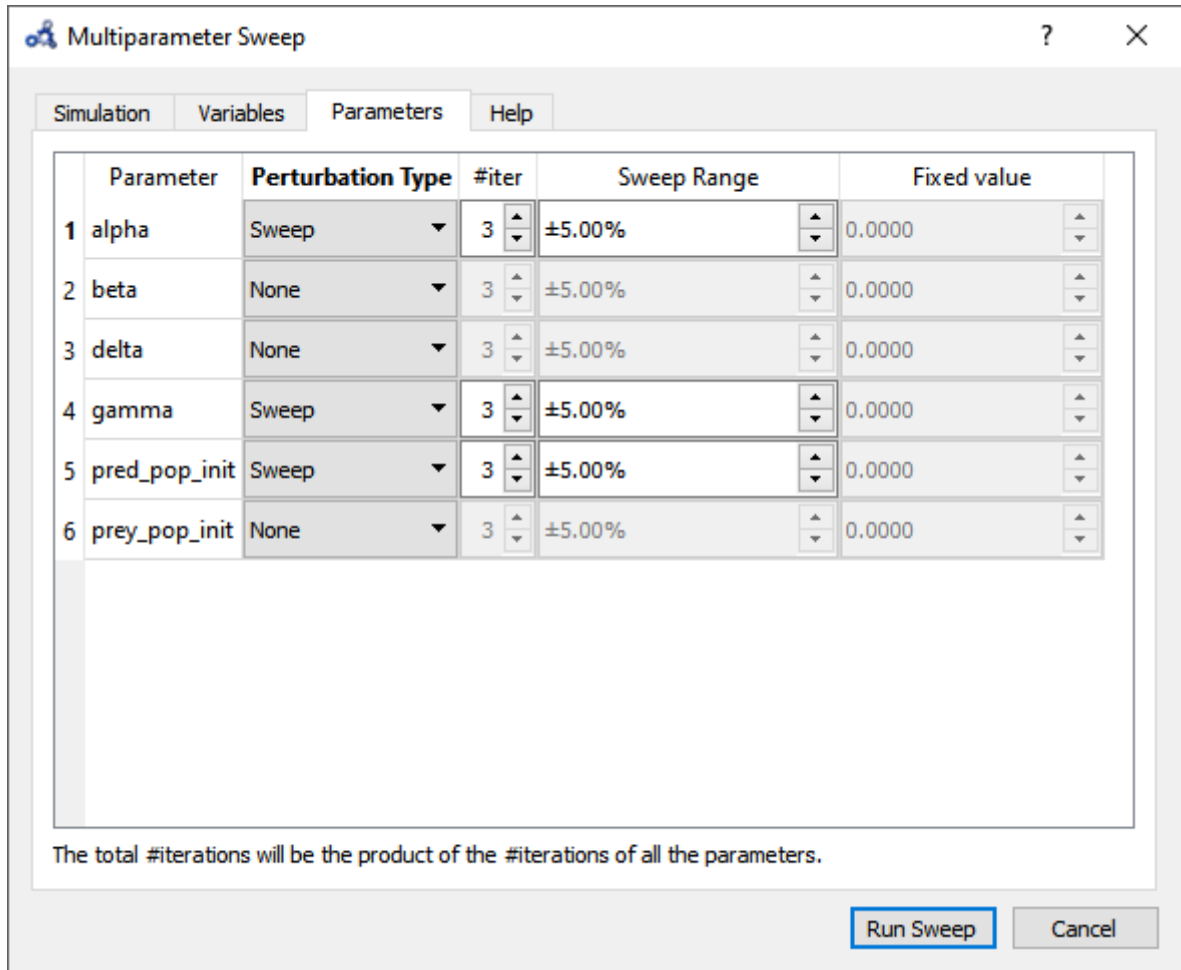 Multiparameter Sweep ?
Simulation Variables Parameters Help
Parameter Perturbation Type #iter Sweep Range Fixed value
1 alpha Sweep 3 ±5.00% 0.0000
2 beta None 3 ±5.00% 0.0000
3 delta None 3 ±5.00% 0.0000
4 gamma Sweep 3 ±5.00% 0.0000
5 pred_pop_init Sweep 3 ±5.00% 0.0000
6 prey_pop_init None 3 ±5.00% 0.0000
The total #iterations will be the product of the #iterations of all the parameters.
Run Sweep Cancel